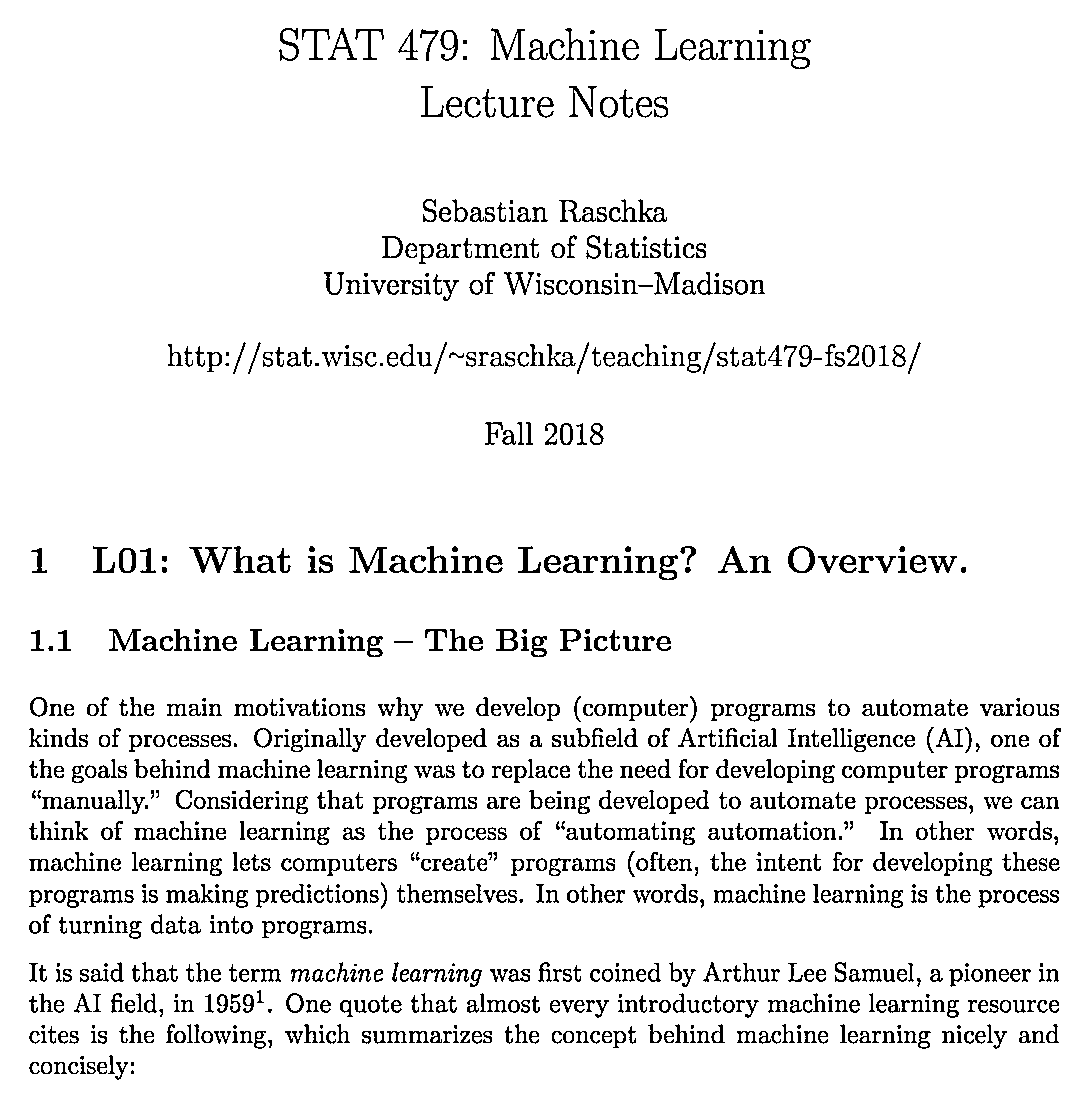 STAT 479: Machine Learning
Lecture Notes
Sebastian Raschka
Department of Statistics
University of Wisconsin–Madison
http://stat.wisc.edu/~sraschka/teaching/stat479-fs2018/
Fall 2018
1 L01: What is Machine Learning? An Overview.
1.1 Machine Learning – The Big Picture
One of the main motivations why we develop (computer) programs to automate various
kinds of processes. Originally developed as a subfield of Artificial Intelligence (AI), one of
the goals behind machine learning was to replace the need for developing computer programs
“manually.” Considering that programs are being developed to automate processes, we can
think of machine learning as the process of “automating automation.” In other words,
machine learning lets computers “create” programs (often, the intent for developing these
programs is making predictions) themselves. In other words, machine learning is the process
of turning data into programs.
It is said that the term machine learning was first coined by Arthur Lee Samuel, a pioneer in
the AI field, in 1959¹. One quote that almost every introductory machine learning resource
cites is the following, which summarizes the concept behind machine learning nicely and
concisely: